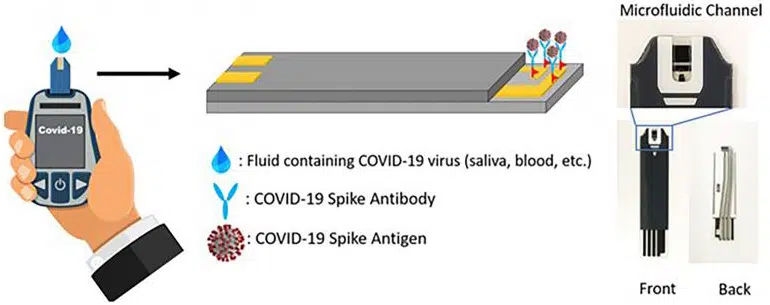 Microfluidic Channel
Covid-19
: Fluid containing COVID-19 virus (saliva, blood, etc.)
: COVID-19 Spike Antibody
: COVID-19 Spike Antigen
Front
Back